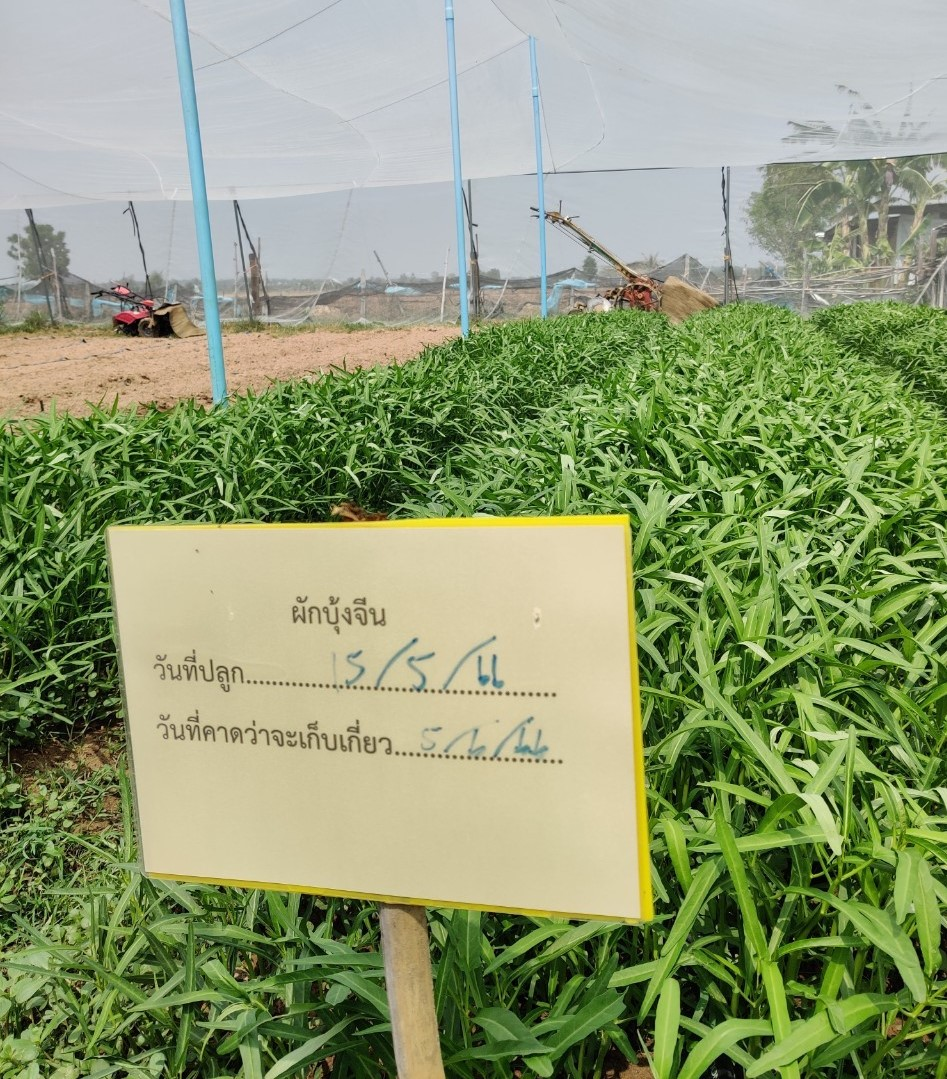 ผักบุ้งจีน
วันที่ปลูก.......15/5/66
วันที่คาดว่าจะเก็บเกี่ยว.......5/6/66